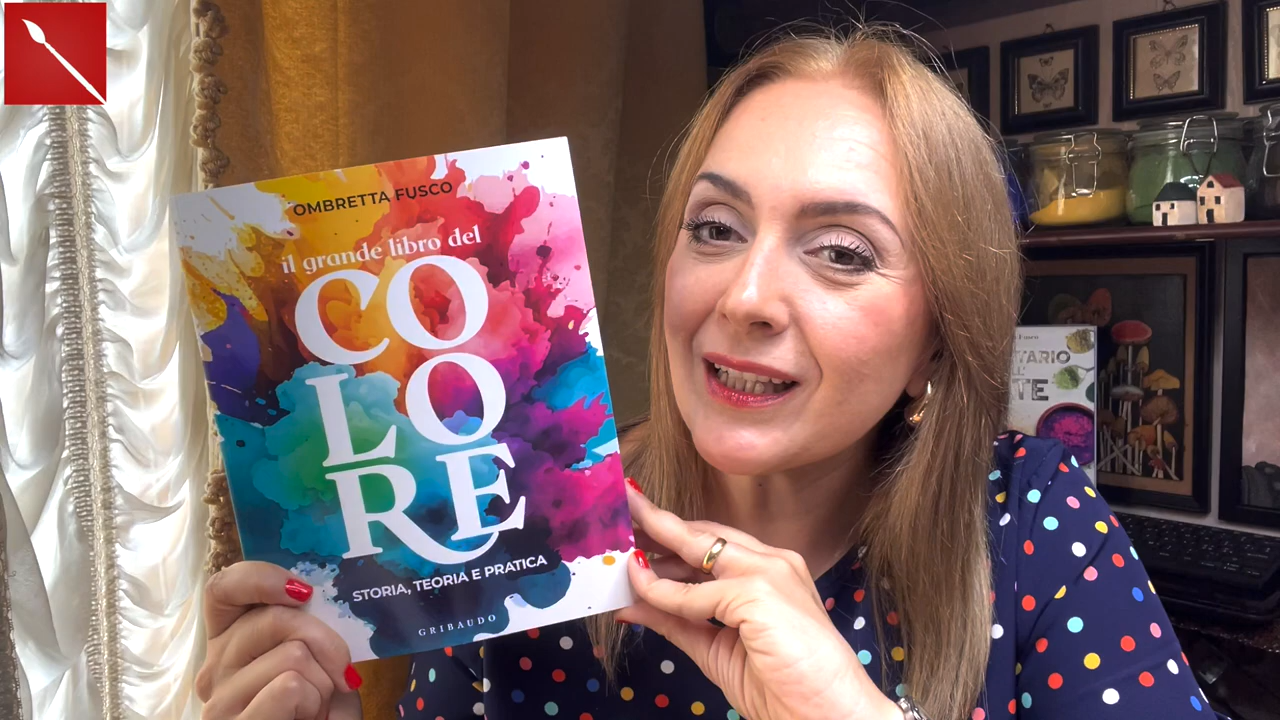 OMBRETTA FUSCO
il grande libro del
CO
LO
RE
STORIA, TEORIA E PRATICA
GRIBAUDO